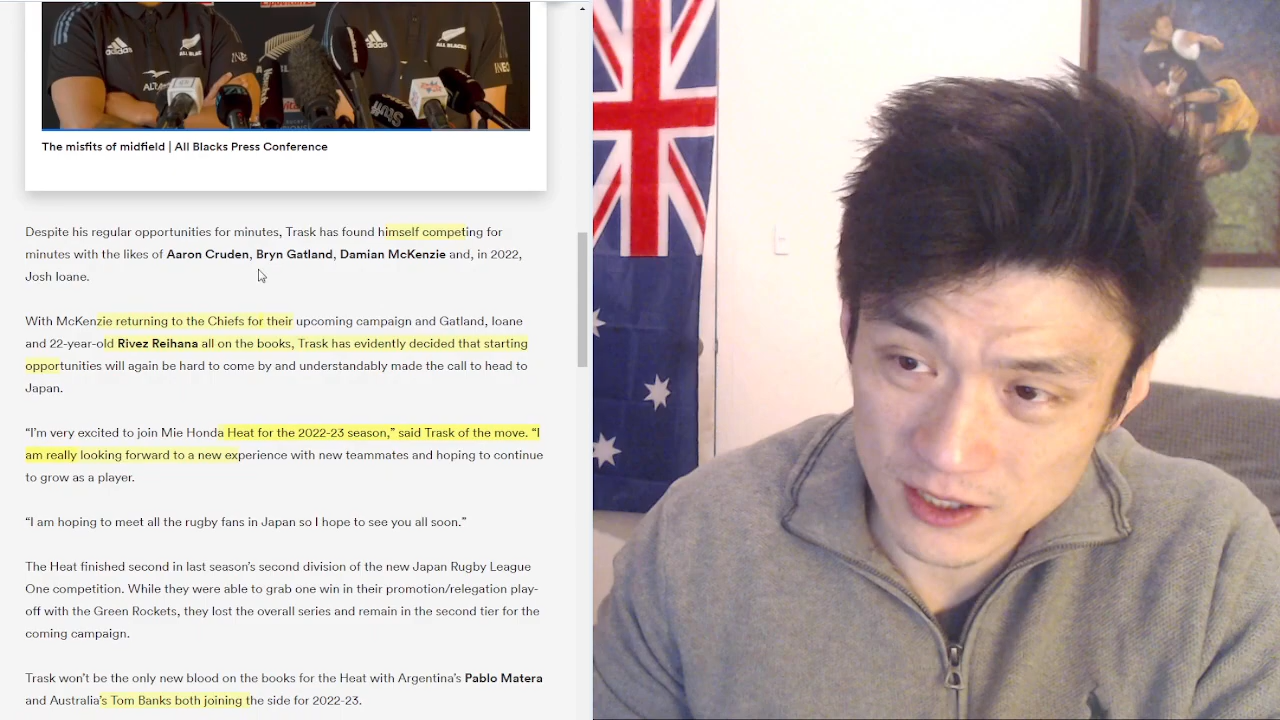 adidas
ALL BLACKS
adidas
ALL BLACKS
INEO
ALT
Stuff
The misfits of midfield | All Blacks Press Conference
Despite his regular opportunities for minutes, Trask has found himself competing for
minutes with the likes of Aaron Cruden, Bryn Gatland, Damian McKenzie and, in 2022,
Josh Ioane.
With McKenzie returning to the Chiefs for their upcoming campaign and Gatland, Ioane
and 22-year-old Rivez Reihana all on the books, Trask has evidently decided that starting
opportunities will again be hard to come by and understandably made the call to head to
Japan.
“I’m very excited to join Mie Honda Heat for the 2022-23 season,” said Trask of the move. “I
am really looking forward to a new experience with new teammates and hoping to continue
to grow as a player.
“I am hoping to meet all the rugby fans in Japan so I hope to see you all soon.”
The Heat finished second in last season’s second division of the new Japan Rugby League
One competition. While they were able to grab one win in their promotion/relegation play-
off with the Green Rockets, they lost the overall series and remain in the second tier for the
coming campaign.
Trask won’t be the only new blood on the books for the Heat with Argentina’s Pablo Matera
and Australia’s Tom Banks both joining the side for 2022-23.